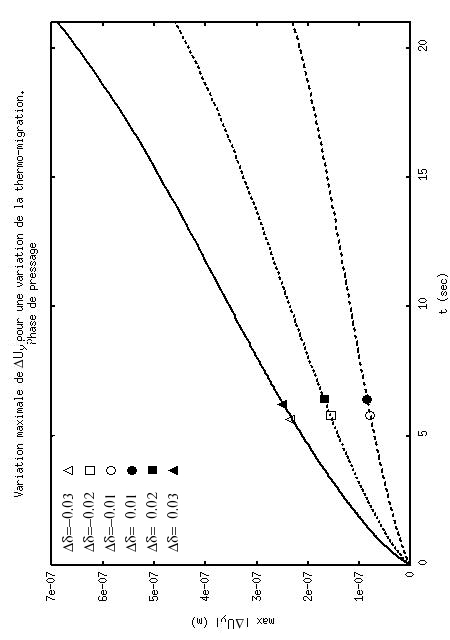 Variation maximale de ΔUy pour une variation de la thermo-migration.
Phase de pressage
Δδ=-0.03
Δδ=-0.02
Δδ=-0.01
Δδ= 0.01
Δδ= 0.02
Δδ= 0.03
max |ΔUy| (m)
7e-07
6e-07
5e-07
4e-07
3e-07
2e-07
1e-07
0
0
5
10
15
20
t (sec)